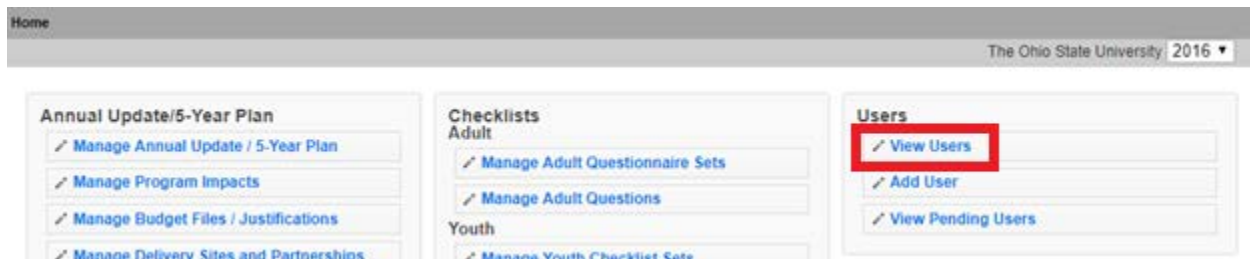 Home
The Ohio State University 2016
Annual Update/5-Year Plan
Manage Annual Update / 5-Year Plan
Manage Program Impacts
Manage Budget Files / Justifications
Manage Delivery Sites and Partnerships
Checklists
Adult
Manage Adult Questionnaire Sets
Manage Adult Questions
Youth
Manage Youth Checklist Sets
Users
View Users
Add User
View Pending Users